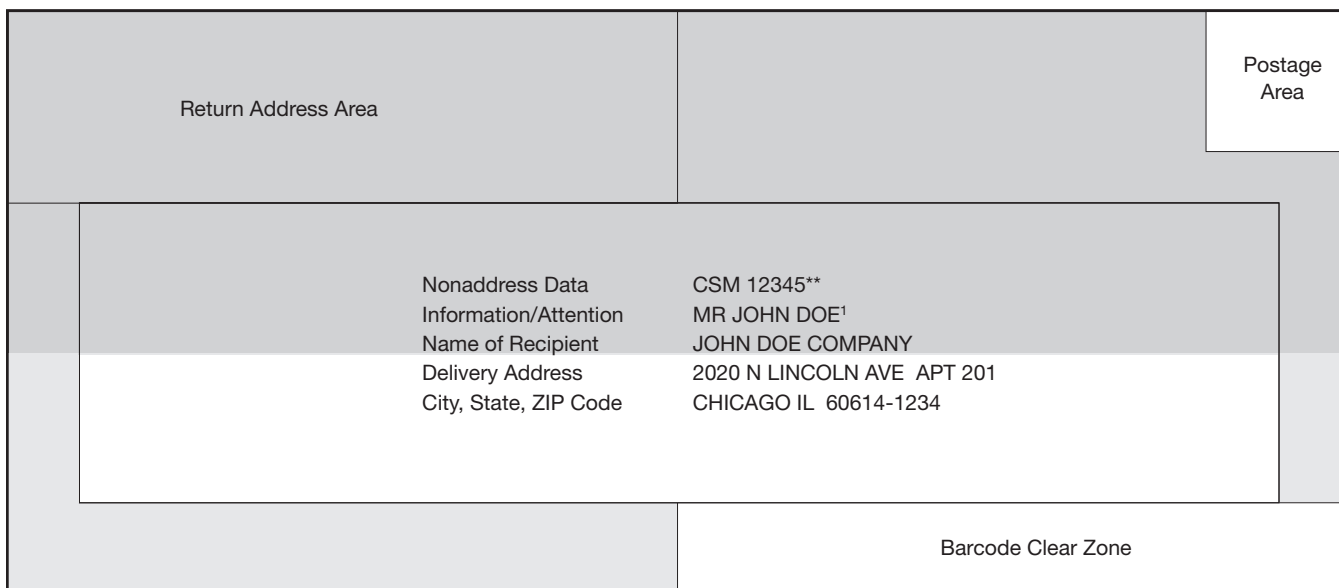 Postage
Area
Return Address Area
Nonaddress Data CSM 12345**
Information/Attention MR JOHN DOE¹
Name of Recipient JOHN DOE COMPANY
Delivery Address 2020 N LINCOLN AVE  APT 201
City, State, ZIP Code CHICAGO IL  60614-1234
Barcode Clear Zone